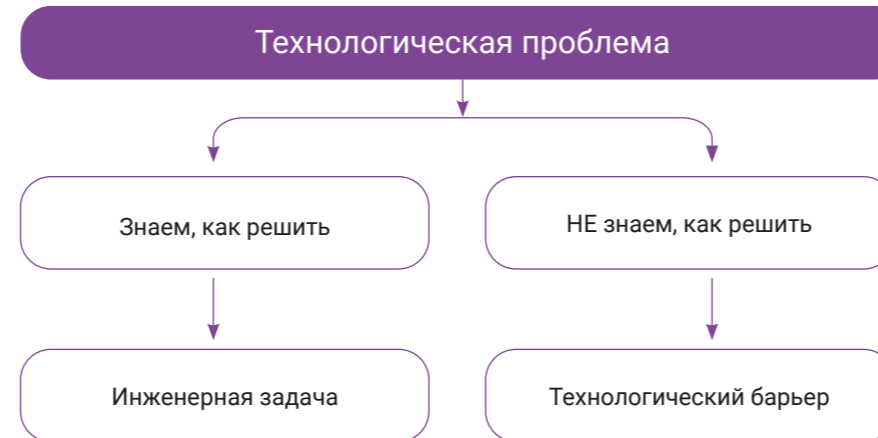 Технологическая проблема
Знаем, как решить
НЕ знаем, как решить
Инженерная задача
Технологический барьер